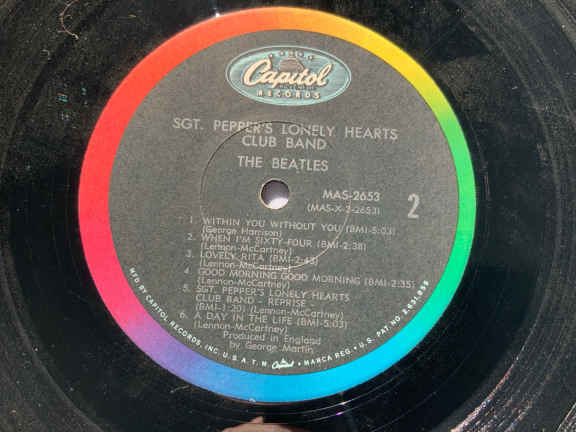 Capitol
RECORDS
SGT. PEPPER'S LONELY HEARTS
CLUB BAND
THE BEATLES
MAS-2653
(MAS-X-2-2653)
2
1. WITHIN YOU WITHOUT YOU (BMI-5:03)
(George Harrison)
2. WHEN I'M SIXTY-FOUR (BMI-2:38)
(Lennon-McCartney)
3. LOVELY RITA (BMI-2:43)
(Lennon-McCartney)
4. GOOD MORNING GOOD MORNING (BMI-2:35)
(Lennon-McCartney)
5. SGT. PEPPER'S LONELY HEARTS
CLUB BAND - REPRISE -
(BMI-1:20) (Lennon-McCartney)
6. A DAY IN THE LIFE (BMI-5:03)
(Lennon-McCartney)
Produced in England
by George Martin
MFD. BY CAPITOL RECORDS, INC. U.S.A. T.M. Capitol • MARCA REG. • U.S. PAT. NO. 2,631,859